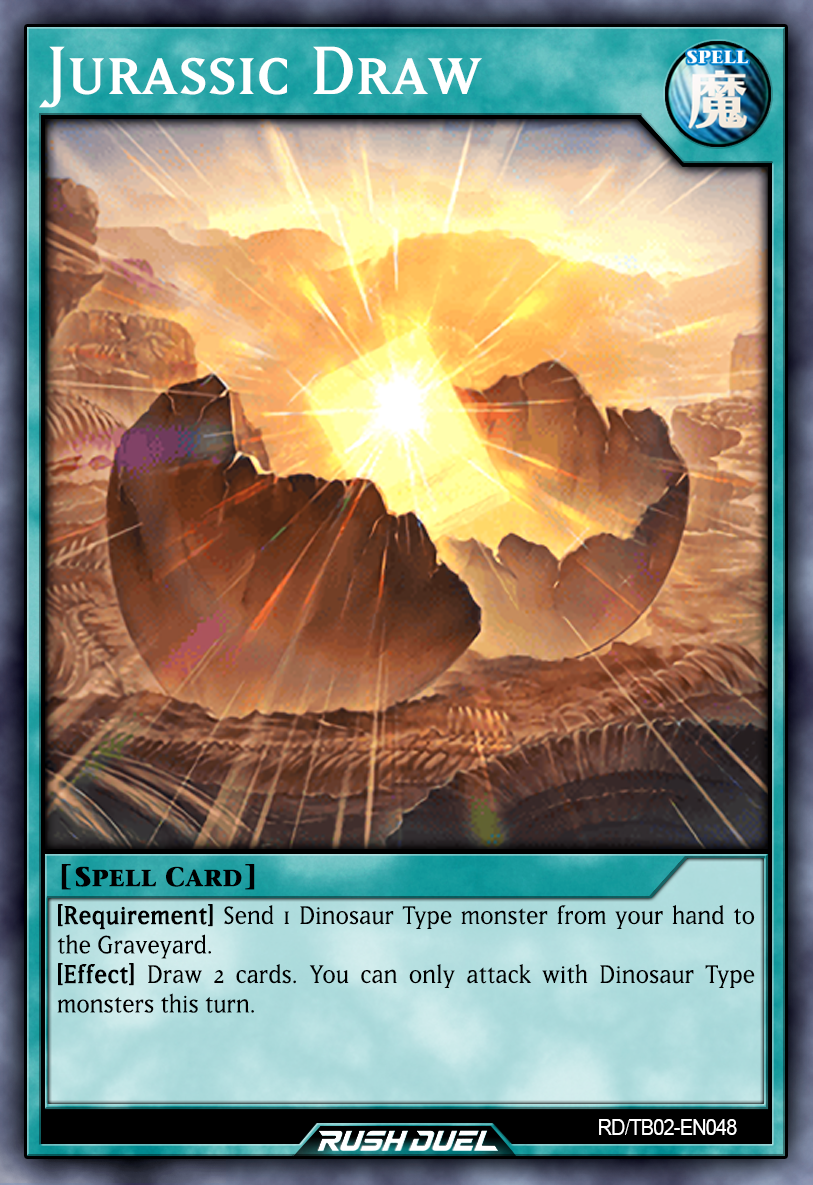 Jurassic Draw
SPELL
魔
[Spell Card]
[Requirement] Send 1 Dinosaur Type monster from your hand to
the Graveyard.
[Effect] Draw 2 cards. You can only attack with Dinosaur Type
monsters this turn.
RD/TB02-EN048
RUSH DUEL